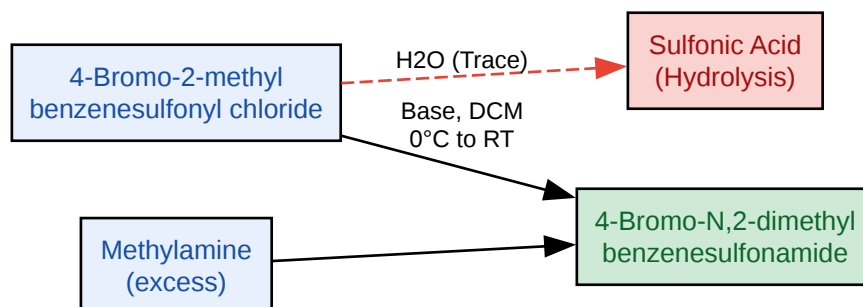 4-Bromo-2-methyl
benzenesulfonyl chloride
H2O (Trace)
Sulfonic Acid
(Hydrolysis)
Base, DCM
0°C to RT
Methylamine
(excess)
4-Bromo-N,2-dimethyl
benzenesulfonamide